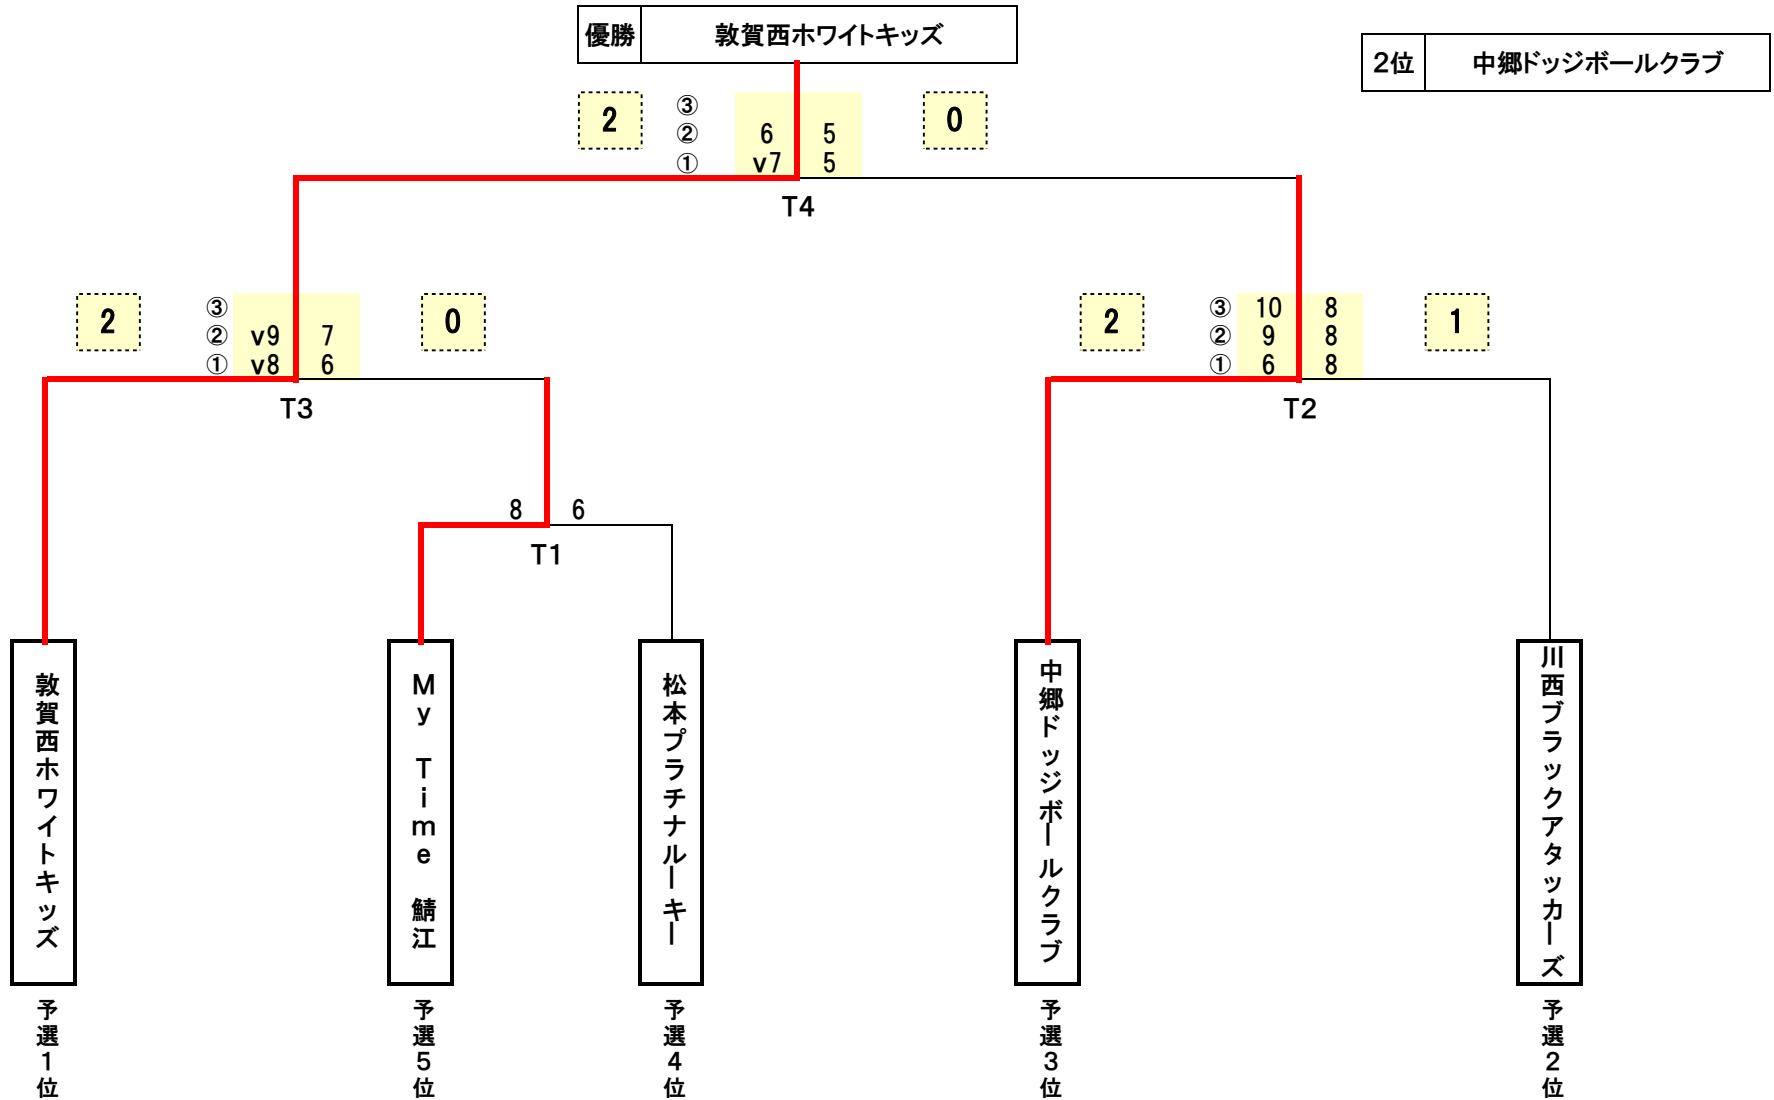 優勝 敦賀西ホワイトキッズ
2位 中郷ドッジボールクラブ
2 ③ 0
② 6 5
① v7 5
T4
2 ③ 0
② v9 7
① v8 6
T3
2 ③ 10 8 1
② 9 8
① 6 8
T2
8 6
T1
敦賀西ホワイトキッズ
My Time 鯖江
松本プラチナルーキー
中郷ドッジボールクラブ
川西ブラックアタッカーズ
予選1位
予選5位
予選4位
予選3位
予選2位